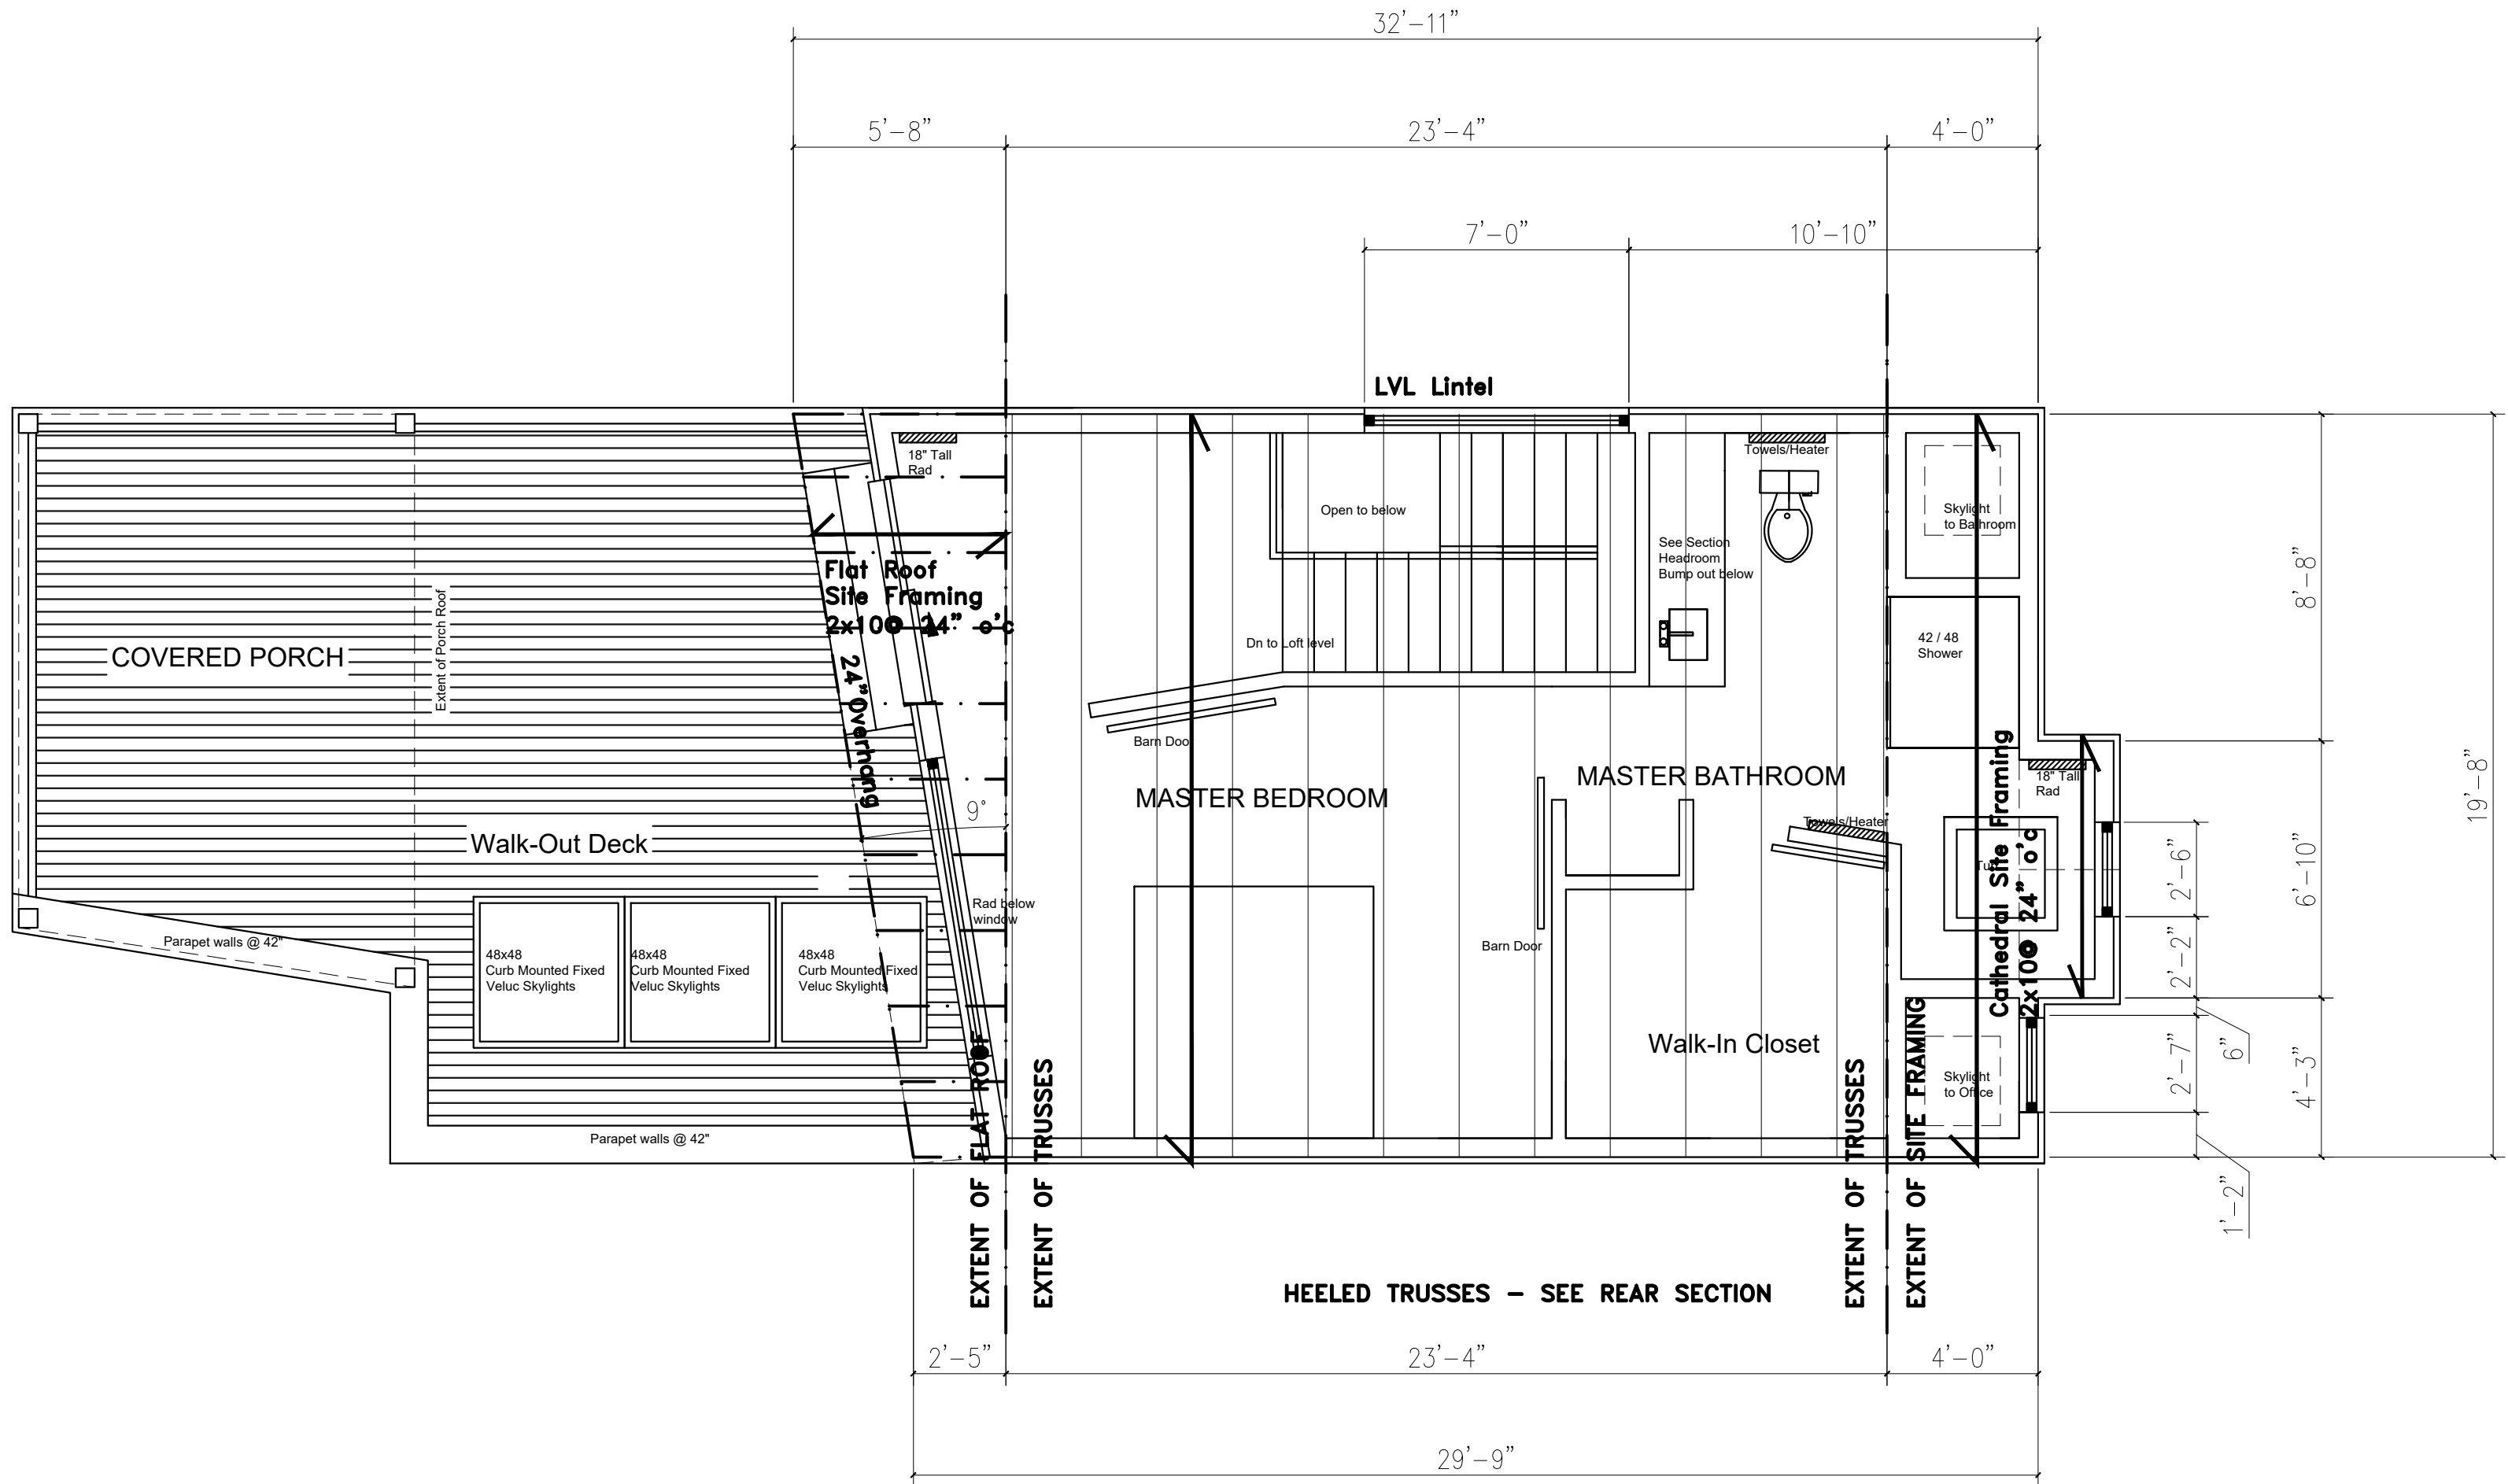 32'-11"
5'-8"
23'-4"
4'-0"
7'-0"
10'-10"
LVL Lintel
18" Tall
Rad
Towels/Heater
Open to below
Skylight
to Bathroom
See Section
Headroom
Bump out below
Flat Roof
Site Framing
2x10@ 24" o'c
Extent of Porch Roof
COVERED PORCH
Dn to Loft level
42 / 48
Shower
24"Overhang
Barn Door
MASTER BEDROOM
MASTER BATHROOM
18" Tall
Rad
9°
Towels/Heater
Walk-Out Deck
Tub
Cathedral Site Framing
2x10@ 24" o'c
Rad below
window
Parapet walls @ 42"
Barn Door
48x48
Curb Mounted Fixed
Veluc Skylights
48x48
Curb Mounted Fixed
Veluc Skylights
48x48
Curb Mounted Fixed
Veluc Skylights
Walk-In Closet
Skylight
to Office
Parapet walls @ 42"
EXTENT OF FLAT ROOF
EXTENT OF TRUSSES
EXTENT OF TRUSSES
EXTENT OF SITE FRAMING
HEELED TRUSSES - SEE REAR SECTION
8'-8"
19'-8"
2'-6"
6'-10"
2'-2"
6"
2'-7"
4'-3"
1'-2"
2'-5"
23'-4"
4'-0"
29'-9"